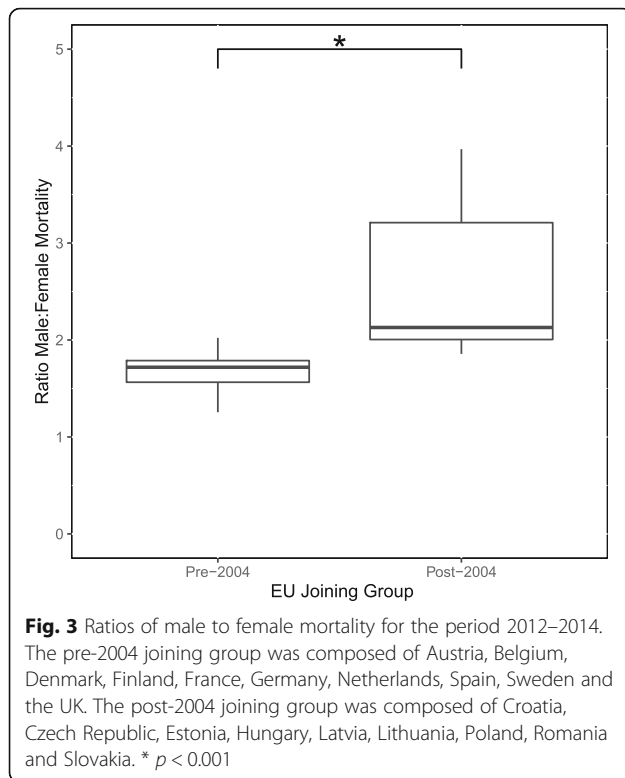 *
5
4
3
2
1
0
Ratio Male:Female Mortality
Pre−2004
Post−2004
EU Joining Group
Fig. 3 Ratios of male to female mortality for the period 2012–2014.
The pre-2004 joining group was composed of Austria, Belgium,
Denmark, Finland, France, Germany, Netherlands, Spain, Sweden and
the UK. The post-2004 joining group was composed of Croatia,
Czech Republic, Estonia, Hungary, Latvia, Lithuania, Poland, Romania
and Slovakia. * p < 0.001